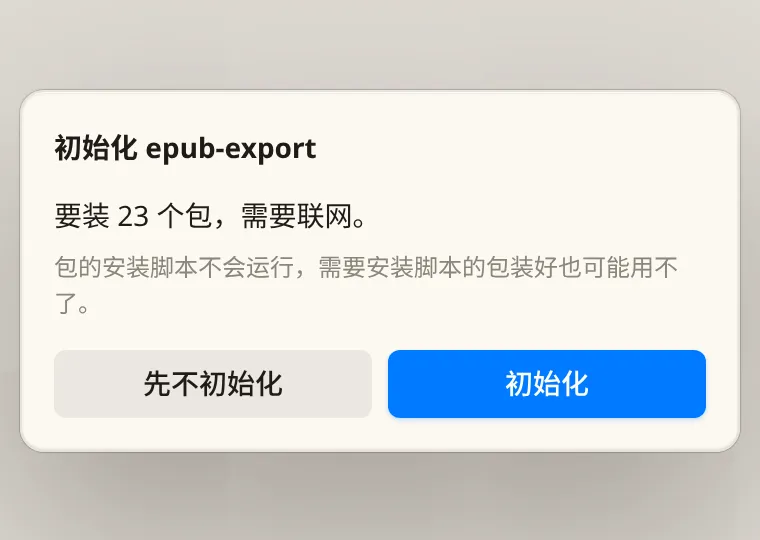 初始化 epub-export
要装 23 个包，需要联网。
包的安装脚本不会运行，需要安装脚本的包装好也可能用不
了。
先不初始化
初始化